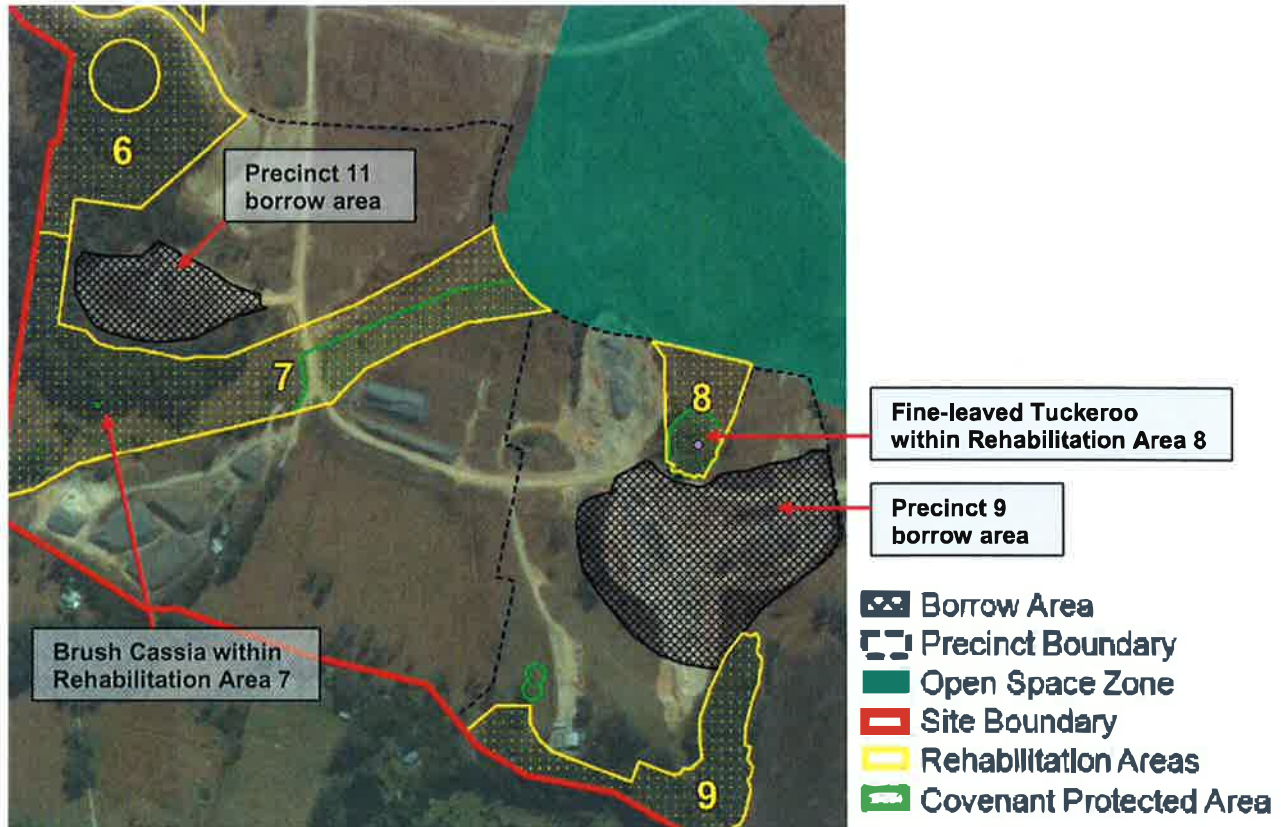 6
Precinct 11
borrow area
7
8
Fine-leaved Tuckeroo
within Rehabilitation Area 8
Precinct 9
borrow area
Brush Cassia within
Rehabilitation Area 7
9
Borrow Area
Precinct Boundary
Open Space Zone
Site Boundary
Rehabilitation Areas
Covenant Protected Area